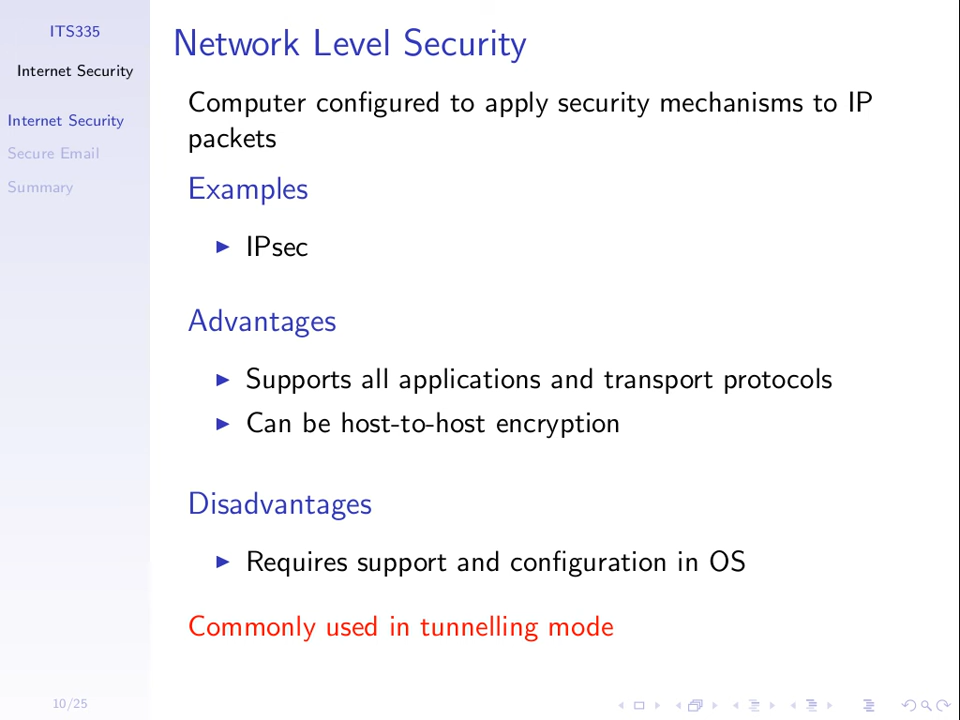 ITS335
Internet Security
Internet Security
Secure Email
Summary
Network Level Security
Computer configured to apply security mechanisms to IP
packets
Examples
IPsec
Advantages
Supports all applications and transport protocols
Can be host-to-host encryption
Disadvantages
Requires support and configuration in OS
Commonly used in tunnelling mode
10/25